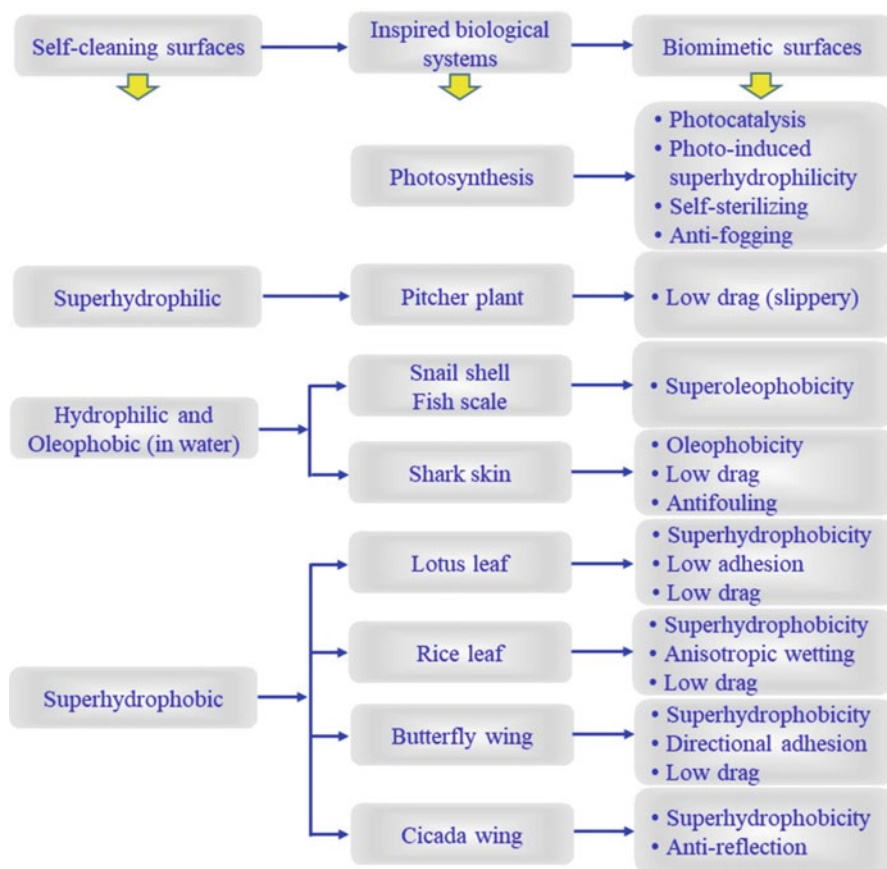 Self-cleaning surfaces
Inspired biological
systems
Biomimetic surfaces
Photosynthesis
• Photocatalysis
• Photo-induced
superhydrophilicity
• Self-sterilizing
• Anti-fogging
Superhydrophilic
Pitcher plant
• Low drag (slippery)
Hydrophilic and
Oleophobic (in water)
Snail shell
Fish scale
• Superoleophobicity
Shark skin
• Oleophobicity
• Low drag
• Antifouling
Superhydrophobic
Lotus leaf
• Superhydrophobicity
• Low adhesion
• Low drag
Rice leaf
• Superhydrophobicity
• Anisotropic wetting
• Low drag
Butterfly wing
• Superhydrophobicity
• Directional adhesion
• Low drag
Cicada wing
• Superhydrophobicity
• Anti-reflection